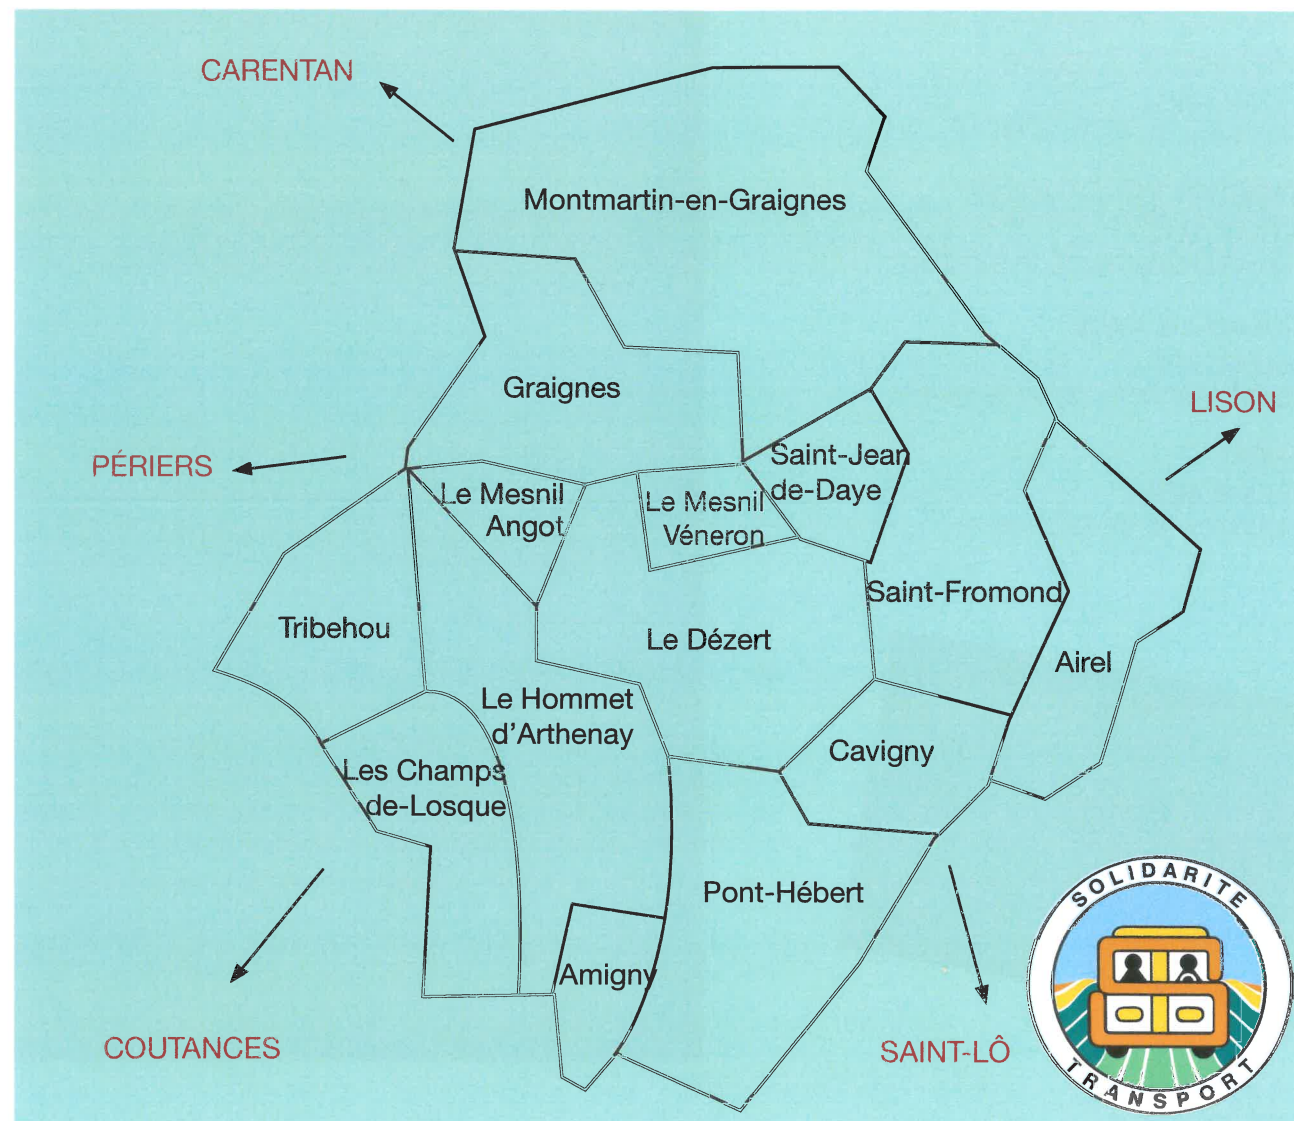 CARENTAN
Montmartin-en-Graignes
Graignes
LISON
PÉRIERS
Saint-Jean
de-Daye
Le Mesnil
Angot
Le Mesnil
Véneron
Saint-Fromond
Tribehou
Le Dézert
Airel
Le Hommet
d'Arthenay
Cavigny
Les Champs
de-Losque
Pont-Hébert
Amigny
COUTANCES
SAINT-LÔ
SOLIDARITE
TRANSPORT